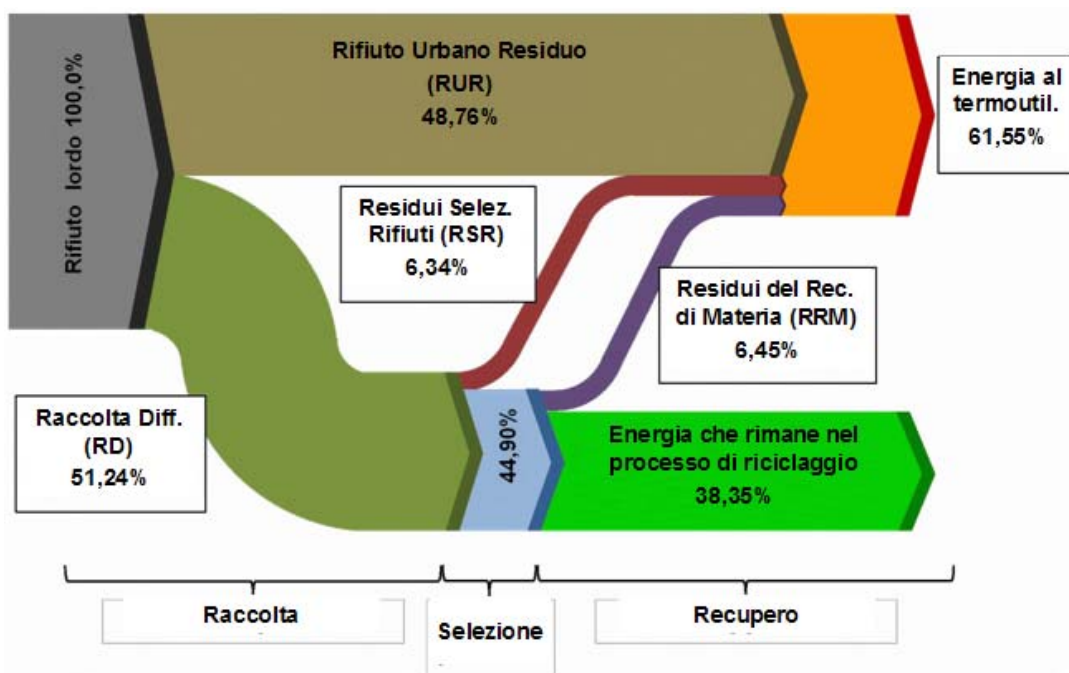 Rifiuto lordo 100,0%
Rifiuto Urbano Residuo
(RUR)
48,76%
Energia al
termoutil.
61,55%
Residui Selez.
Rifiuti (RSR)
6,34%
Residui del Rec.
di Materia (RRM)
6,45%
Raccolta Diff.
(RD)
51,24%
44,90%
Energia che rimane nel
processo di riciclaggio
38,35%
Raccolta
Selezione
Recupero